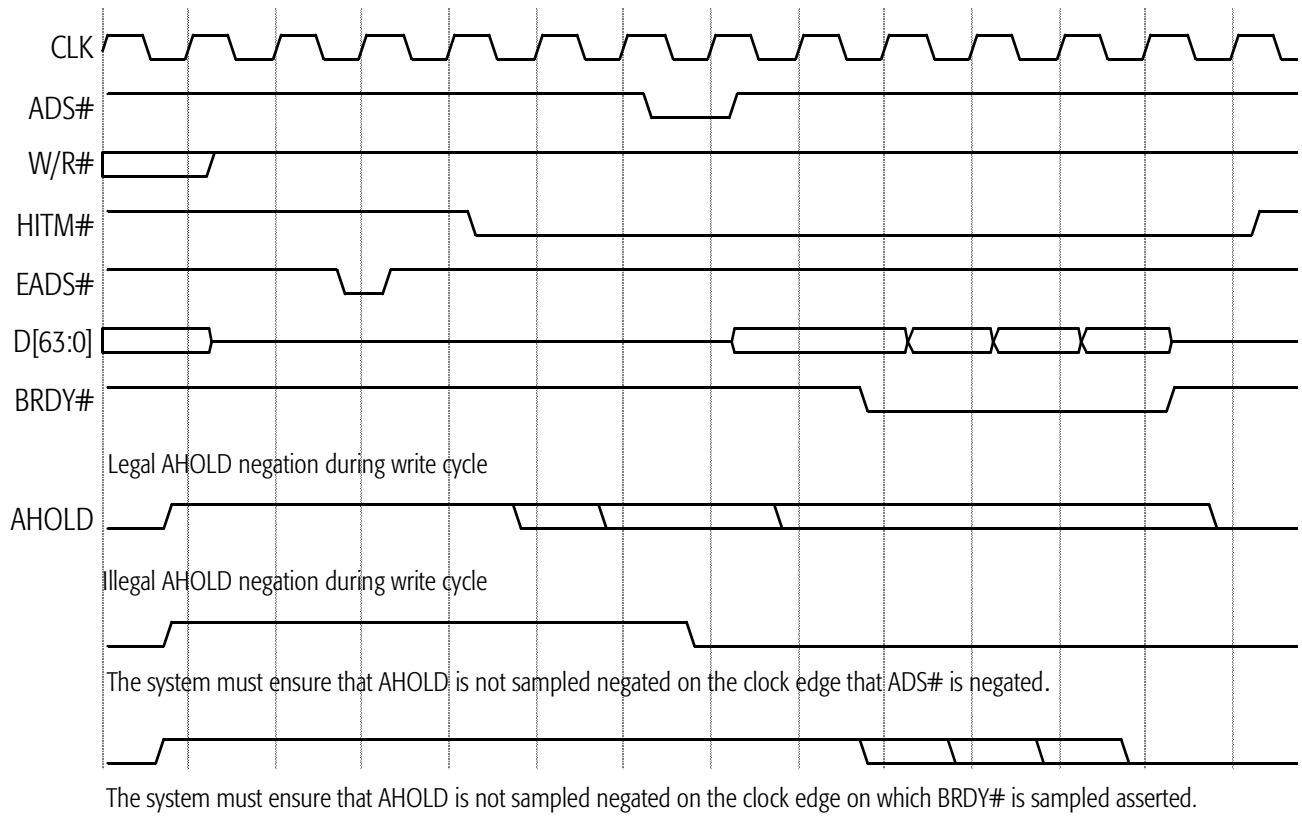 CLK
ADS#
W/R#
HITM#
EADS#
D[63:0]
BRDY#
Legal AHOLD negation during write cycle
AHOLD
Illegal AHOLD negation during write cycle
The system must ensure that AHOLD is not sampled negated on the clock edge that ADS# is negated.
The system must ensure that AHOLD is not sampled negated on the clock edge on which BRDY# is sampled asserted.